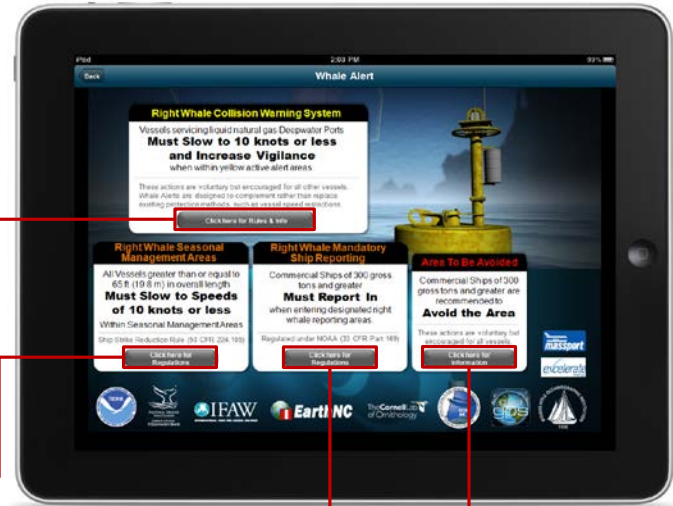 iPad
2:03 PM
93%
Back
Whale Alert
Right Whale Collision Warning System
Vessels servicing liquid natural gas Deepwater Ports
Must Slow to 10 knots or less
and Increase Vigilance
when within yellow active alert areas.
These actions are voluntary but encouraged for all other vessels.
Whale Alerts are designed to complement rather than replace
existing protection methods, such as vessel speed restrictions.
Click here for Rules & Info
Right Whale Seasonal
Management Areas
All Vessels greater than or equal to
65 ft (19.8 m) in overall length
Must Slow to Speeds
of 10 knots or less
Within Seasonal Management Areas
Ship Strike Reduction Rule (50 CFR 224.105)
Click here for
Regulations
Right Whale Mandatory
Ship Reporting
Commercial Ships of 300 gross
tons and greater
Must Report In
when entering designated right
whale reporting areas.
Regulated under NOAA (33 CFR Part 169)
Click here for
Regulations
Area To Be Avoided
Commercial Ships of 300
gross tons and greater are
recommended to
Avoid the Area
These actions are voluntary but
encouraged for all vessels.
Click here for
Information
massport
excelerate
NOAA
IFAW
EarthNC
The Cornell Lab
of Ornithology
gips